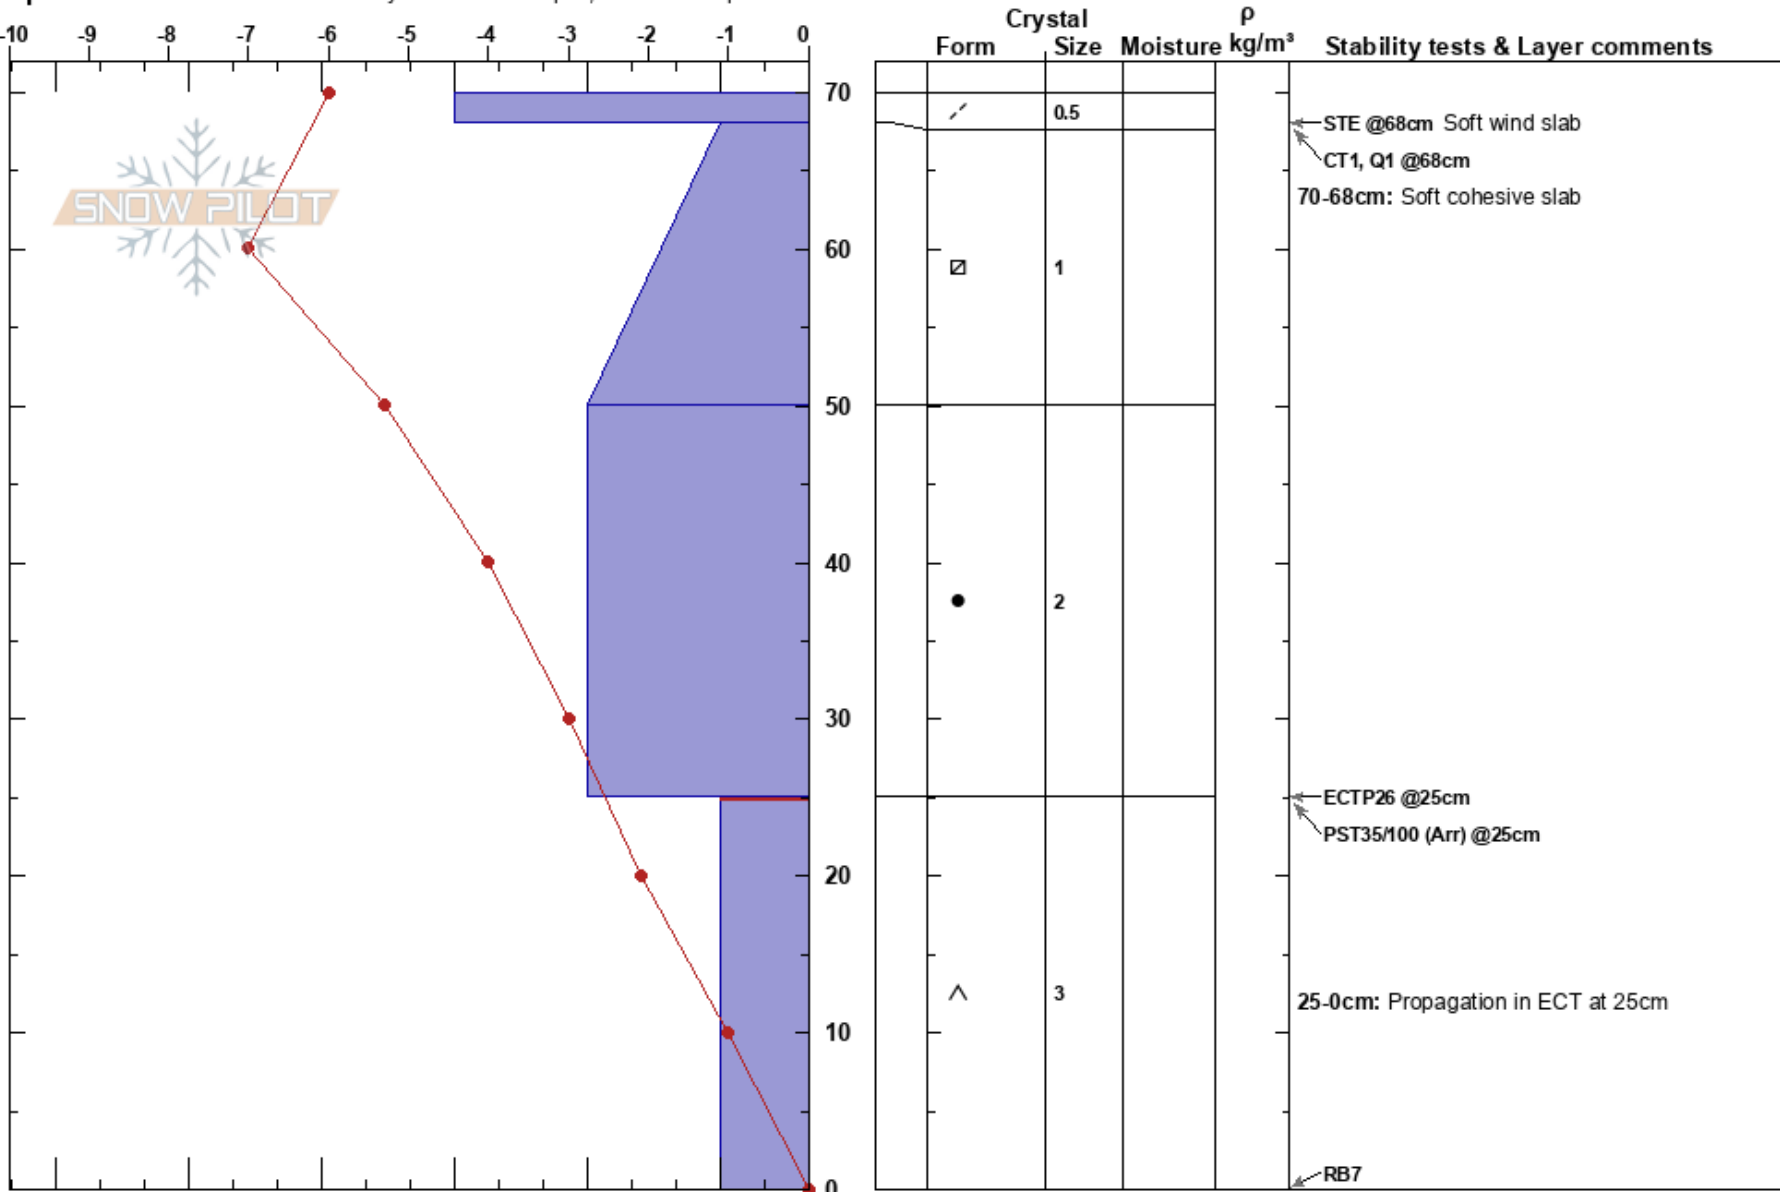 Crystal ρ
-10 -9 -8 -7 -6 -5 -4 -3 -2 -1 0 Form Size Moisture kg/m³ Stability tests & Layer comments
70
0.5
STE @68cm Soft wind slab
CT1, Q1 @68cm
70-68cm: Soft cohesive slab
SNOW PILOT
60
1
50
40
2
30
ECTP26 @25cm
PST35/100 (Arr) @25cm
20
3
25-0cm: Propagation in ECT at 25cm
10
RB7
0